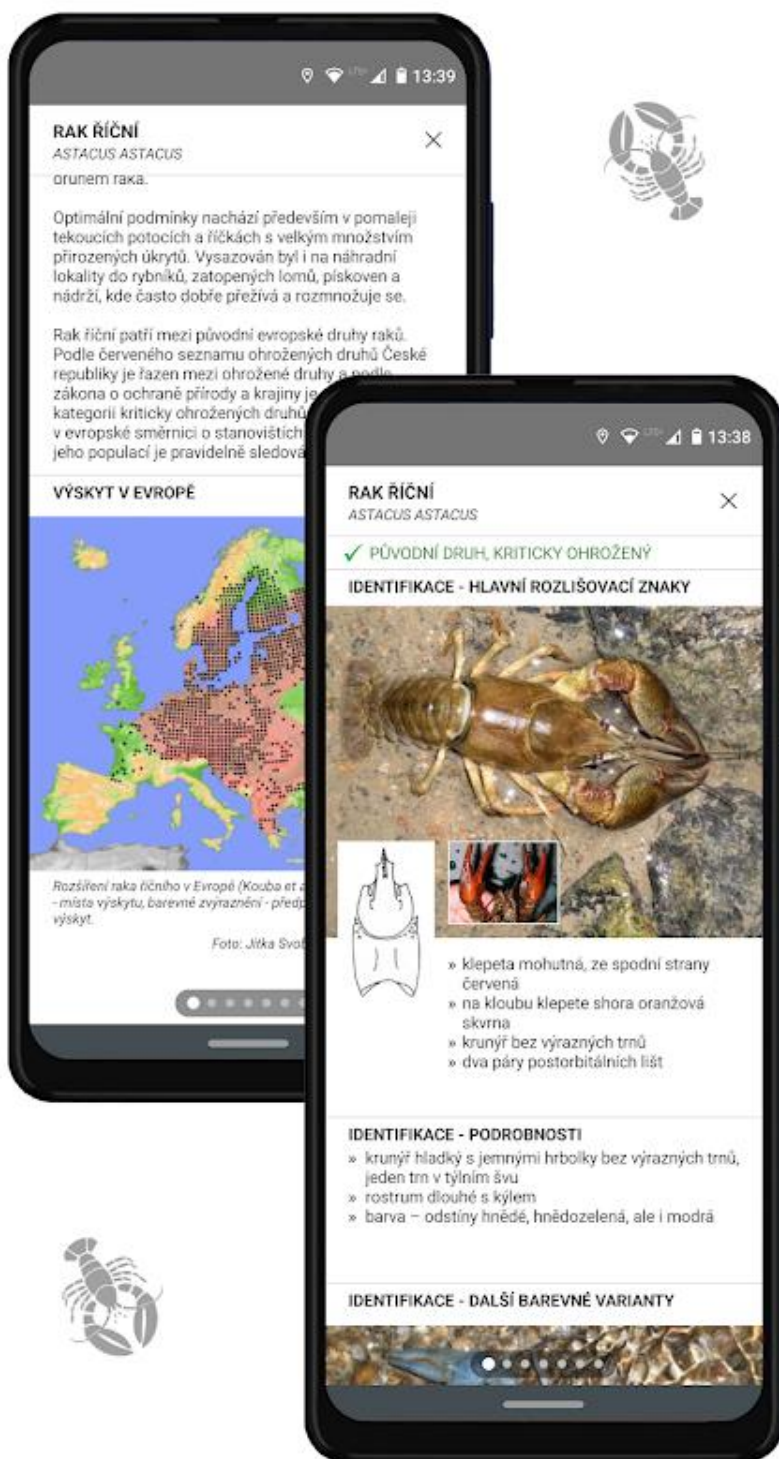 13:39
RAK ŘÍČNÍ
ASTACUS ASTACUS
druhem raka.
Optimální podmínky nachází především v pomaleji
tekoucích potocích a říčkách s velkým množstvím
přirozených úkrytů. Vysazován byl i na náhradní
lokality do rybníků, zatopených lomů, pískoven a
nádrží, kde často dobře přežívá a rozmnožuje se.
Rak říční patří mezi původní evropské druhy raků.
Podle červeného seznamu ohrožených druhů České
republiky je řazen mezi ohrožené druhy a podle
zákona o ochraně přírody a krajiny je
kategorii kriticky ohrožených druhů
v evropské směrnici o stanovištích
jeho populací je pravidelně
VÝSKYT V EVROPĚ
Rozšíření raka říčního v Evropě (Kouba et
- místa výskytu, barevné zvýraznění -
výskyt.
Foto: Jitka
13:38
RAK ŘÍČNÍ
ASTACUS ASTACUS
✓ PŮVODNÍ DRUH, KRITICKY OHROŽENÝ
IDENTIFIKACE - HLAVNÍ ROZLIŠOVACÍ ZNAKY
» klepeta mohutná, ze spodní strany
červená
» na kloubu klepete shora oranžová
skvrna
» krunýř bez výrazných trnů
» dva páry postorbitálních lišt
IDENTIFIKACE - PODROBNOSTI
» krunýř hladký s jemnými hrbolky bez výrazných trnů,
jeden trn v týlním švu
» rostrum dlouhé s kýlem
» barva – odstíny hnědé, hnědozelená, ale i modrá
IDENTIFIKACE - DALŠÍ BAREVNÉ VARIANTY